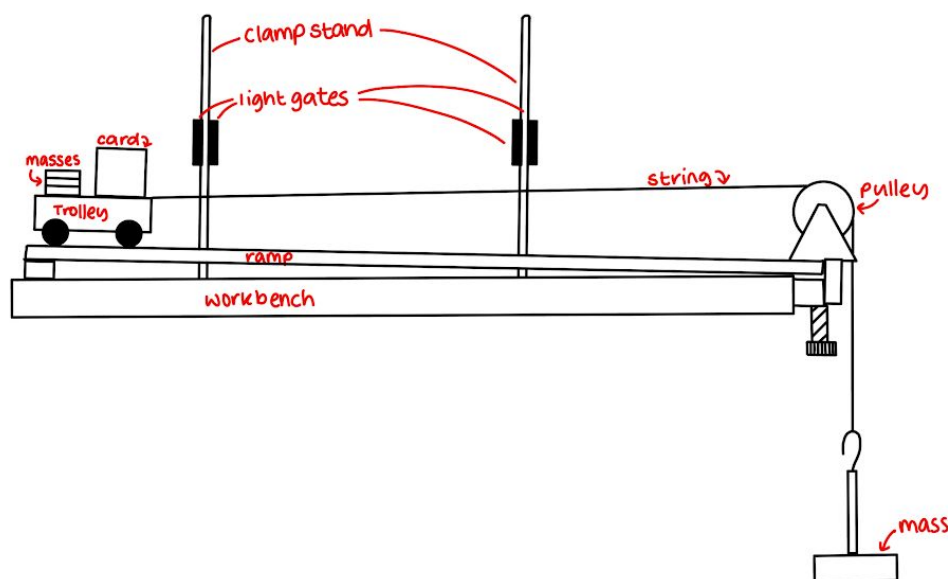 clamp stand
light gates
card
masses
string
pulley
Trolley
ramp
workbench
mass